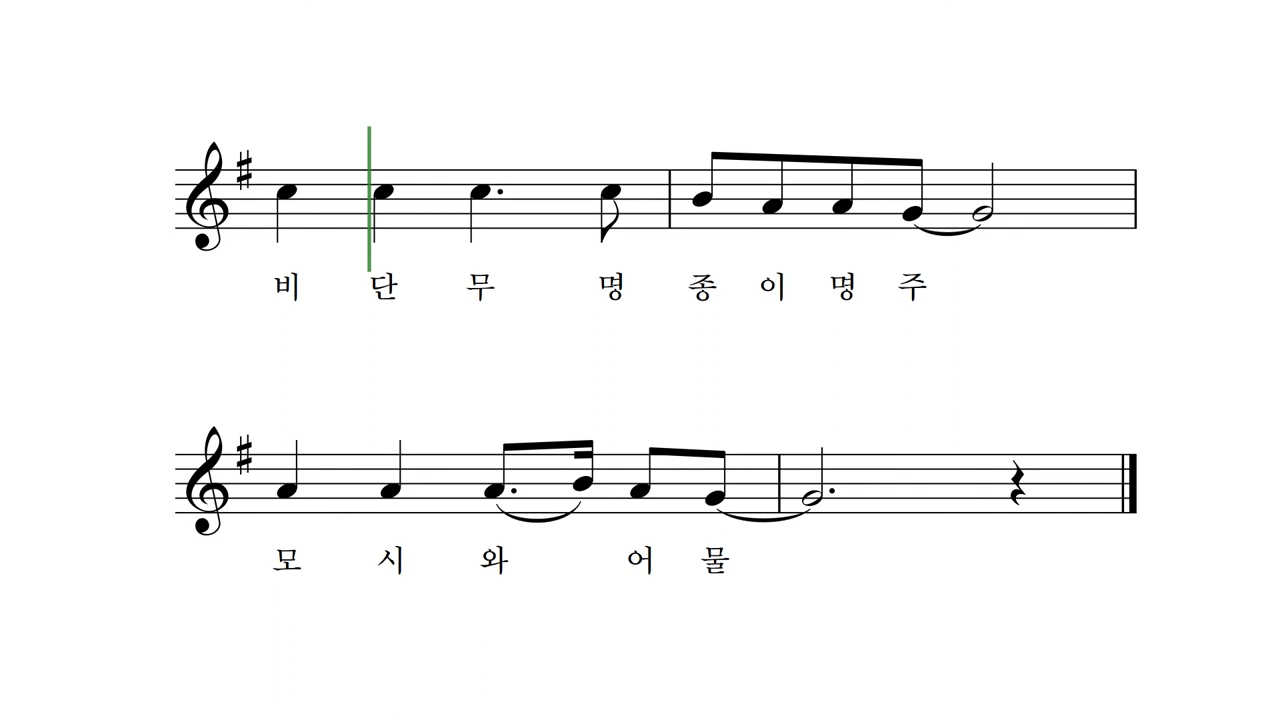 비 단 무 명 종 이 명 주
모 시 와 어 물